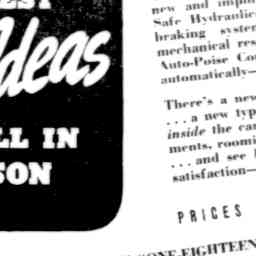 EST
Ideas
LL IN
SON
new and impr
Safe Hydraulic
braking system
mechanical res
Auto-Poise Co
automatically—
There's a new
...a new typ
inside the car
ments, roomi
...and see
satisfaction—
PRICES
"ONE-EIGHTEEN